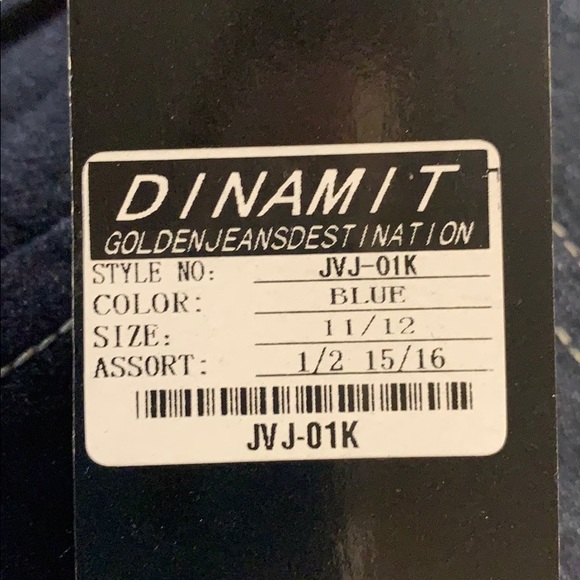 DINAMIT
GOLDENJEANSDESTINATION
STYLE NO: JVJ-01K
COLOR: BLUE
SIZE: 11/12
ASSORT: 1/2 15/16
JVJ-01K